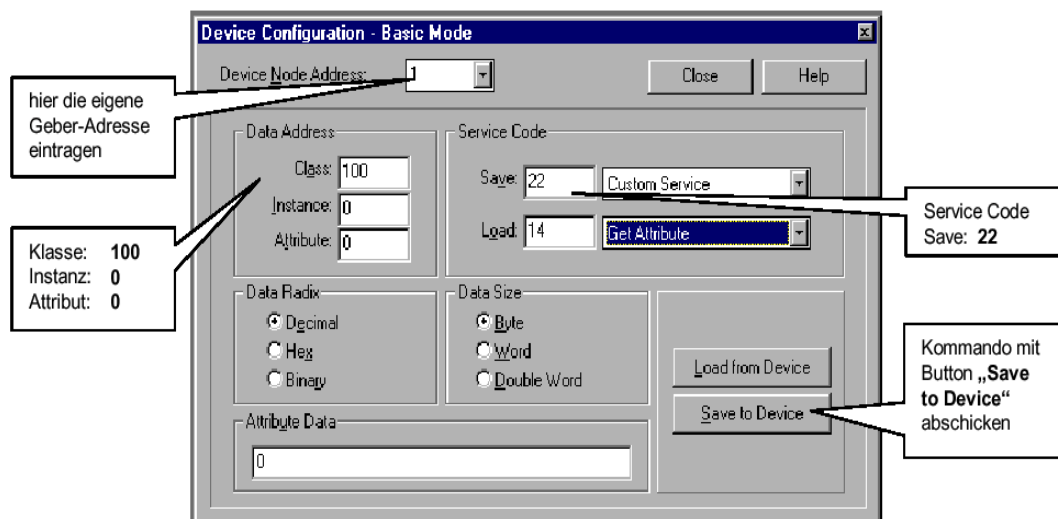 Device Configuration - Basic Mode
Device Node Address: 1
Close
Help
hier die eigene
Geber-Adresse
eintragen
Data Address
Class: 100
Instance: 0
Attribute: 0
Service Code
Save: 22 Custom Service
Load: 14 Get Attribute
Service Code
Save: 22
Klasse: 100
Instanz: 0
Attribut: 0
Data Radix
Decimal
Hex
Binary
Data Size
Byte
Word
Double Word
Load from Device
Save to Device
Kommando mit
Button „Save
to Device“
abschicken
Attribute Data
0